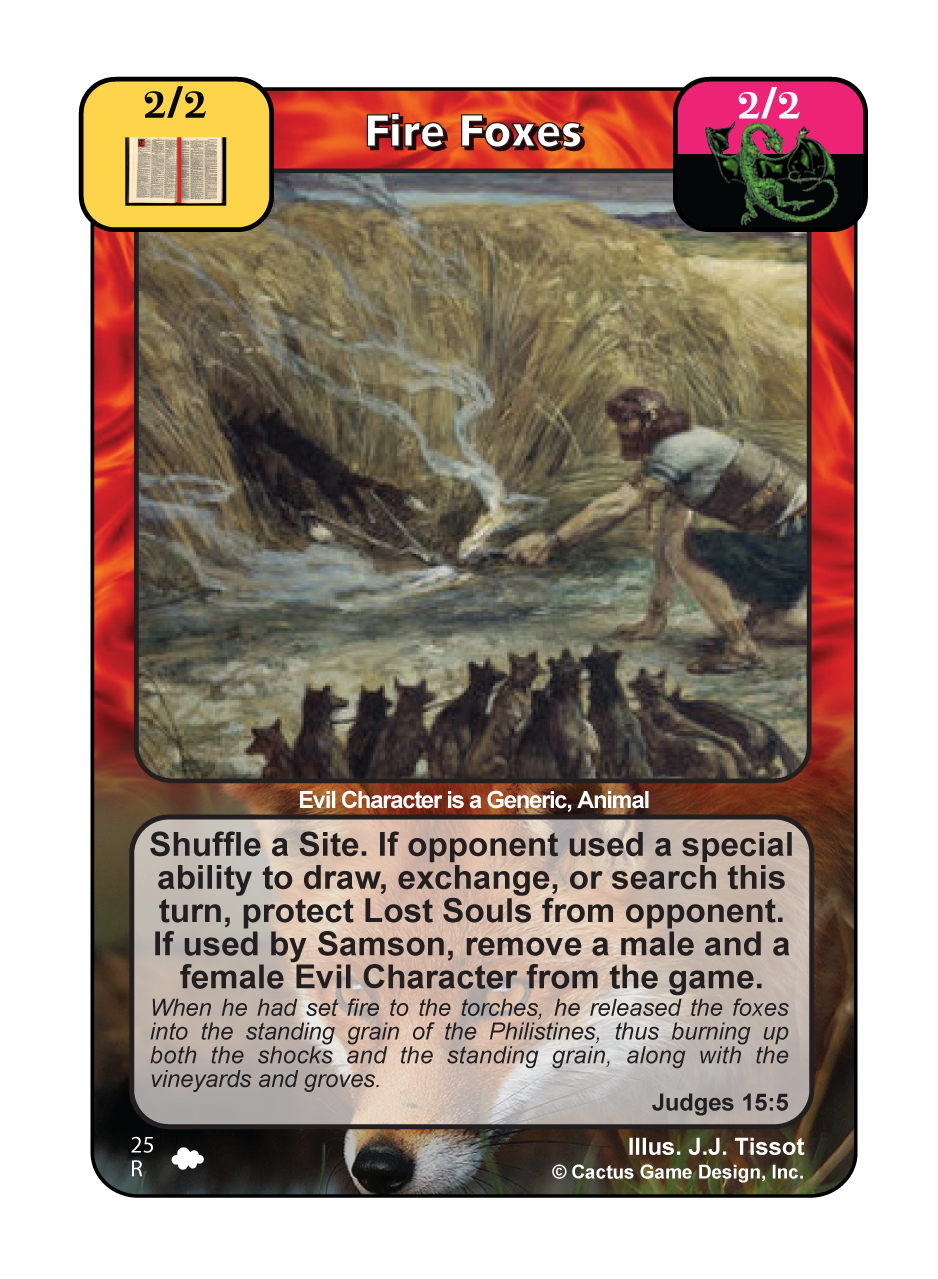 2/2
Fire Foxes
2/2
Evil Character is a Generic, Animal
Shuffle a Site. If opponent used a special
ability to draw, exchange, or search this
turn, protect Lost Souls from opponent.
If used by Samson, remove a male and a
female Evil Character from the game.
When he had set fire to the torches, he released the foxes
into the standing grain of the Philistines, thus burning up
both the shocks and the standing grain, along with the
vineyards and groves.
Judges 15:5
25
R
Illus. J.J. Tissot
© Cactus Game Design, Inc.